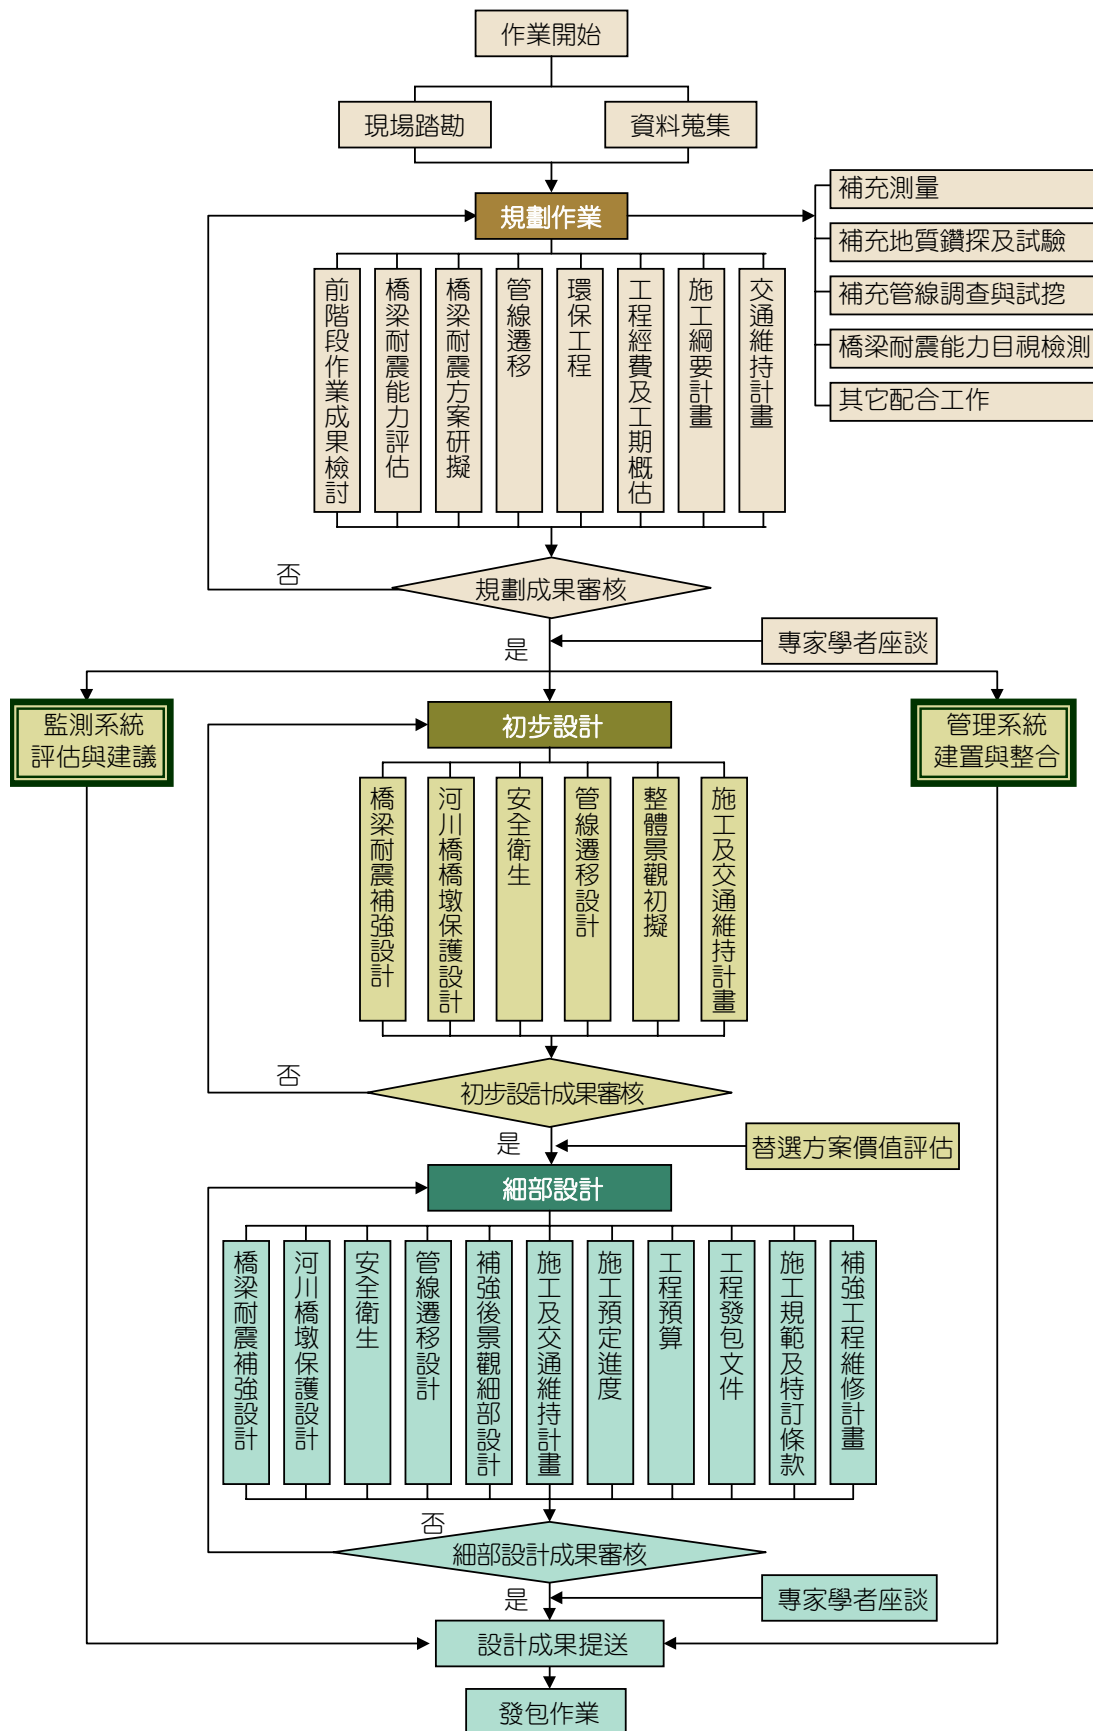 作業開始
現場踏勘
資料蒐集
規劃作業
補充測量
補充地質鑽探及試驗
補充管線調查與試挖
橋梁耐震能力目視檢測
其它配合工作
前階段作業成果檢討
橋梁耐震能力評估
橋梁耐震方案研擬
管線遷移
環保工程
工程經費及工期概估
施工綱要計畫
交通維持計畫
規劃成果審核
否
是
專家學者座談
監測系統
評估與建議
初步設計
管理系統
建置與整合
橋梁耐震補強設計
河川橋橋墩保護設計
安全衛生
管線遷移設計
整體景觀初擬
施工及交通維持計畫
初步設計成果審核
否
是
替選方案價值評估
細部設計
橋梁耐震補強設計
河川橋墩保護設計
安全衛生
管線遷移設計
補強後景觀細部設計
施工及交通維持計畫
施工預定進度
工程預算
工程發包文件
施工規範及特訂條款
補強工程維修計畫
否
細部設計成果審核
是
專家學者座談
設計成果提送
發包作業